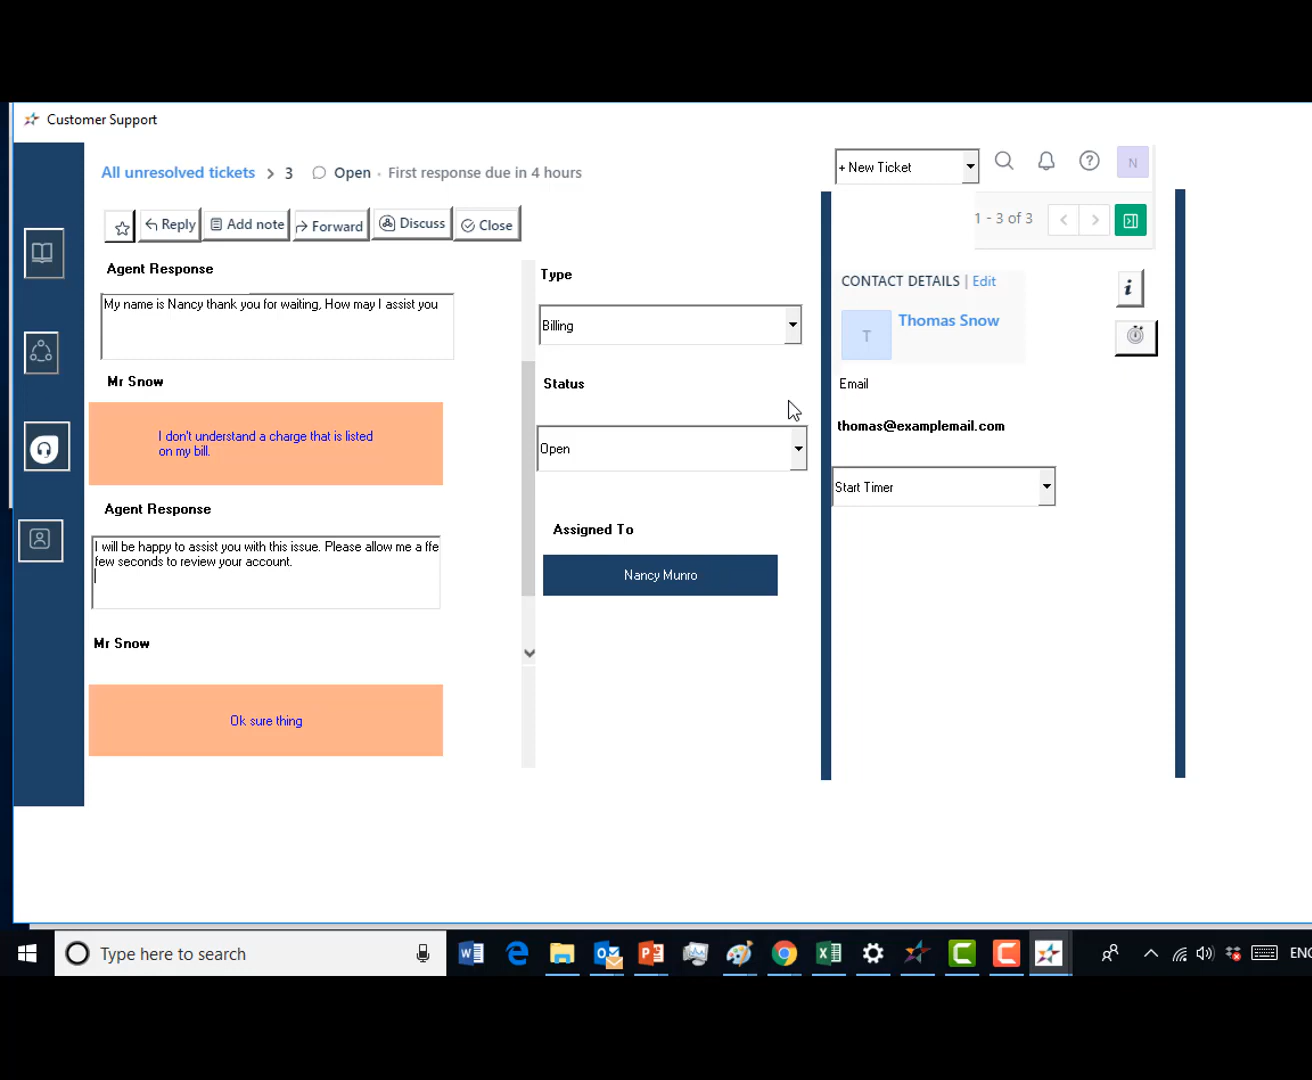 Customer Support
All unresolved tickets > 3 Open · First response due in 4 hours
+ New Ticket
N
Reply
Add note
Forward
Discuss
Close
1 - 3 of 3
Agent Response
My name is Nancy thank you for waiting, How may I assist you
Mr Snow
I don't understand a charge that is listed
on my bill.
Agent Response
I will be happy to assist you with this issue. Please allow me a ffe
few seconds to review your account.
Mr Snow
Ok sure thing
Type
Billing
Status
Open
Assigned To
Nancy Munro
CONTACT DETAILS | Edit
T
Thomas Snow
i
Email
thomas@examplemail.com
Start Timer
Type here to search